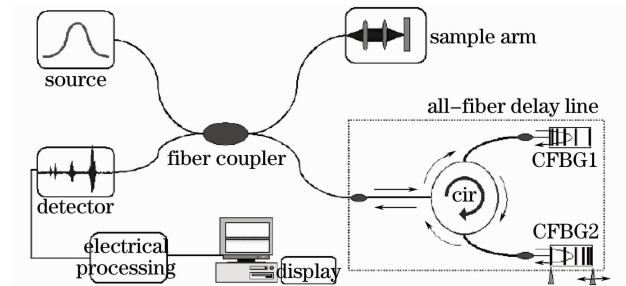 source
sample arm
all-fiber delay line
CFBG1
fiber coupler
cir
detector
CFBG2
electrical
processing
display